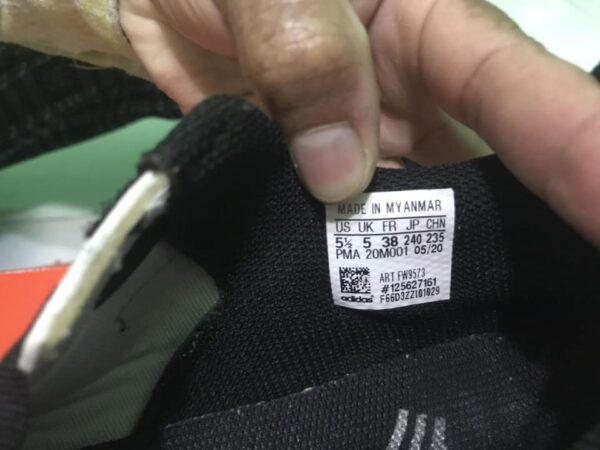 MADE IN MYANMAR
US UK FR JP CHN
5½ 5 38 240 235
PMA 20M001 05/20
ART FW9573
#125627161
adidas F66D3ZZI01029